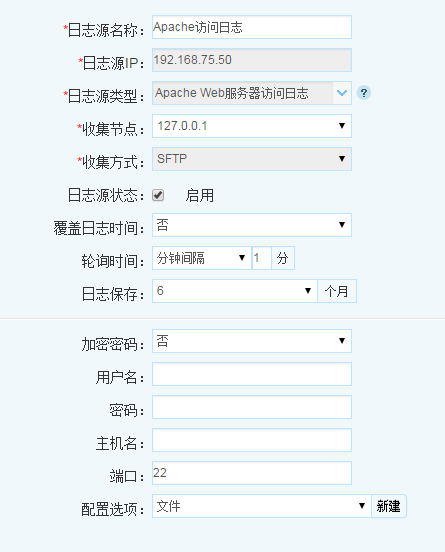 *日志源名称： Apache访问日志
*日志源IP： 192.168.75.50
*日志源类型： Apache Web服务器访问日志 ?
*收集节点： 127.0.0.1
*收集方式： SFTP
日志源状态： 启用
覆盖日志时间： 否
轮询时间： 分钟间隔 1 分
日志保存： 6 个月
加密密码： 否
用户名：
密码：
主机名：
端口： 22
配置选项： 文件 新建